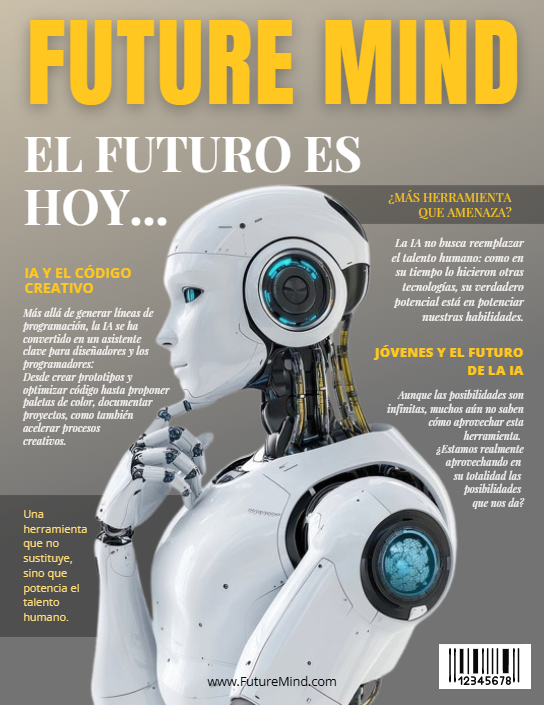 FUTURE MIND
EL FUTURO ES
HOY...
¿MÁS HERRAMIENTA
QUE AMENAZA?
La IA no busca reemplazar
el talento humano: como en
su tiempo lo hicieron otras
tecnologías, su verdadero
potencial está en potenciar
nuestras habilidades.
IA Y EL CÓDIGO
CREATIVO
Más allá de generar líneas de
programación, la IA se ha
convertido en un asistente
clave para diseñadores y los
programadores:
Desde crear prototipos y
optimizar código hasta proponer
paletas de color, documentar
proyectos, como también
acelerar procesos
creativos.
JÓVENES Y EL FUTURO
DE LA IA
Aunque las posibilidades son
infinitas, muchos aún no saben
cómo aprovechar esta
herramienta.
¿Estamos realmente
aprovechando en
su totalidad las
posibilidades
que nos da?
Una
herramienta
que no
sustituye,
sino que
potencia el
talento
humano.
www.FutureMind.com
12345678